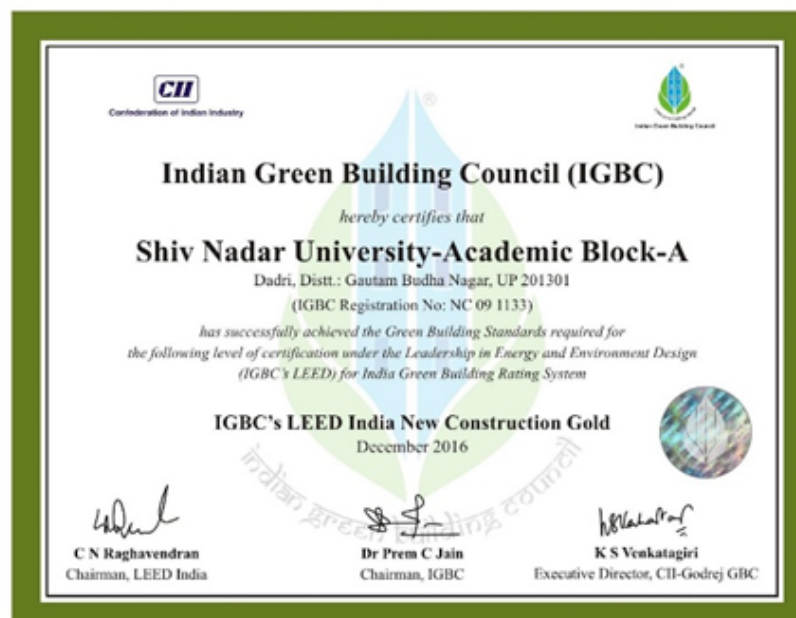 CII
Confederation of Indian Industry
Indian Green Building Council
Indian Green Building Council (IGBC)
hereby certifies that
Shiv Nadar University-Academic Block-A
Dadri, Distt.: Gautam Budha Nagar, UP 201301
(IGBC Registration No: NC 09 1133)
has successfully achieved the Green Building Standards required for
the following level of certification under the Leadership in Energy and Environment Design
(IGBC's LEED) for India Green Building Rating System
IGBC's LEED India New Construction Gold
December 2016
indian green building council
C N Raghavendran
Chairman, LEED India
Dr Prem C Jain
Chairman, IGBC
K S Venkatagiri
Executive Director, CII-Godrej GBC